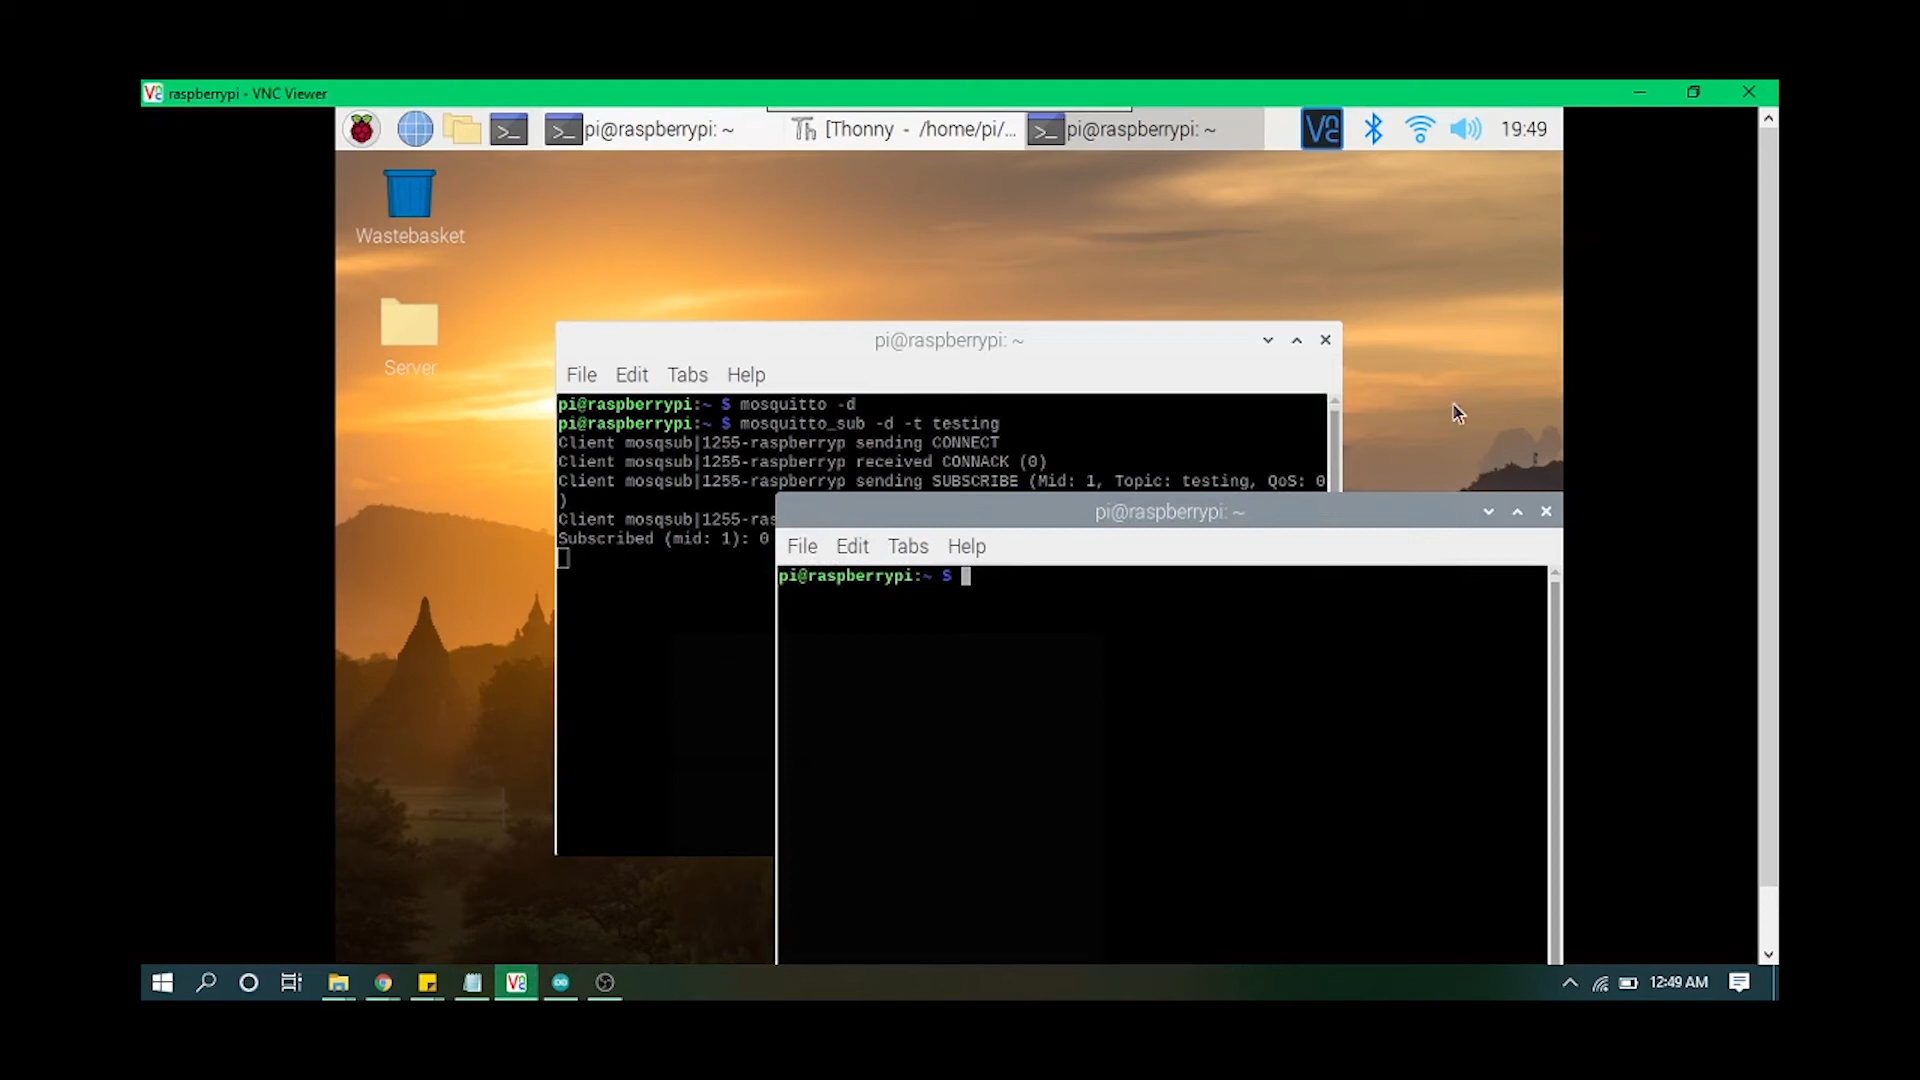 raspberrypi - VNC Viewer
pi@raspberrypi: ~
[Thonny - /home/pi/...
pi@raspberrypi: ~
19:49
Wastebasket
Server
pi@raspberrypi: ~
File Edit Tabs Help
pi@raspberrypi:~ $ mosquitto -d
pi@raspberrypi:~ $ mosquitto_sub -d -t testing
Client mosqsub|1255-raspberryp sending CONNECT
Client mosqsub|1255-raspberryp received CONNACK (0)
Client mosqsub|1255-raspberryp sending SUBSCRIBE (Mid: 1, Topic: testing, QoS: 0
)
Client mosqsub|1255-ras
Subscribed (mid: 1): 0
pi@raspberrypi: ~
File Edit Tabs Help
pi@raspberrypi:~ $
12:49 AM